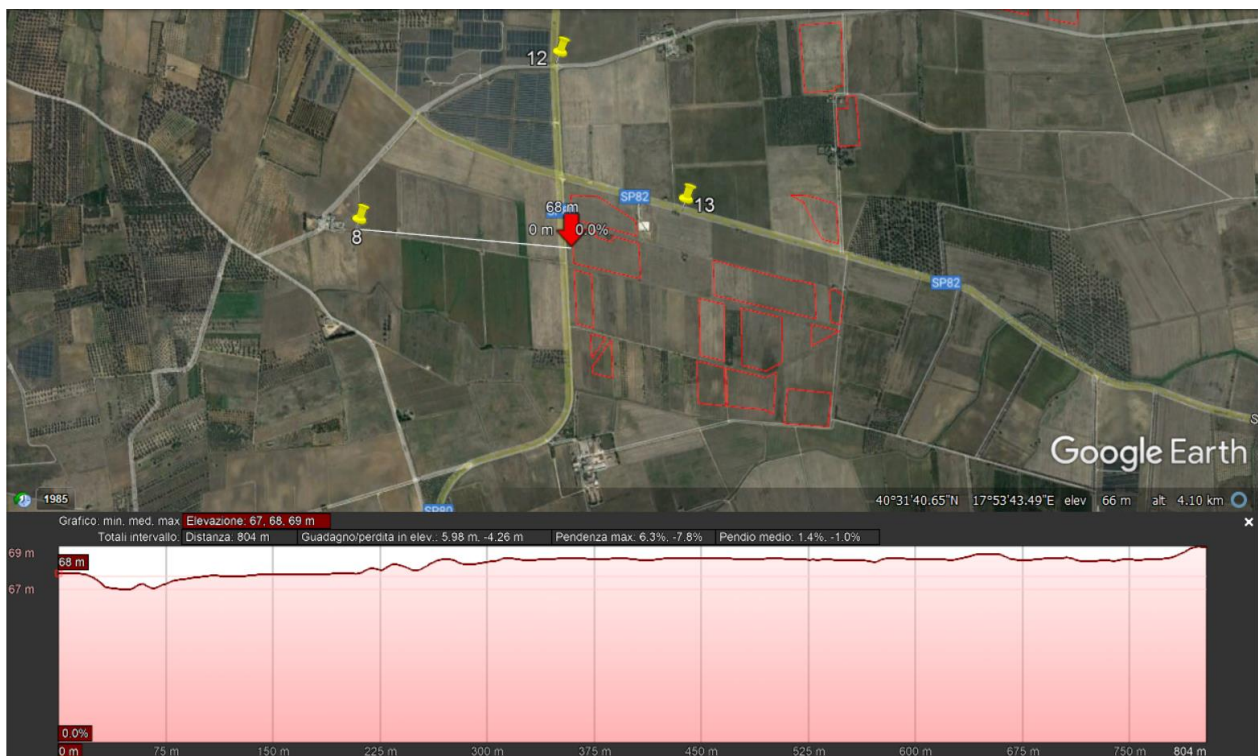 12
SP82
13
68 m
SP
8
0 m 0.0%
SP82
S
Google Earth
1985
40°31'40.65"N 17°53'43.49"E elev 66 m alt 4.10 km
SP80
Grafico: min, med, max Elevazione: 67, 68, 69 m
Totali intervallo: Distanza: 804 m Guadagno/perdita in elev.: 5.98 m, -4.26 m Pendenza max: 6.3%, -7.8% Pendio medio: 1.4%, -1.0%
69 m
68 m
67 m
0.0%
0 m 75 m 150 m 225 m 300 m 375 m 450 m 525 m 600 m 675 m 750 m 804 m